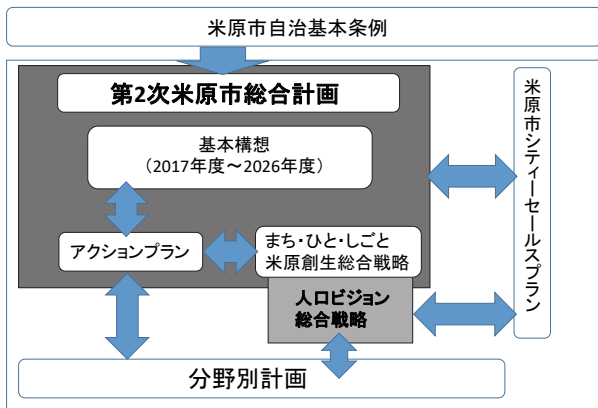 米原市自治基本条例
第2次米原市総合計画
基本構想
（2017年度～2026年度）
アクションプラン
まち・ひと・しごと
米原創生総合戦略
人口ビジョン
総合戦略
分野別計画
米原市シティーセールスプラン